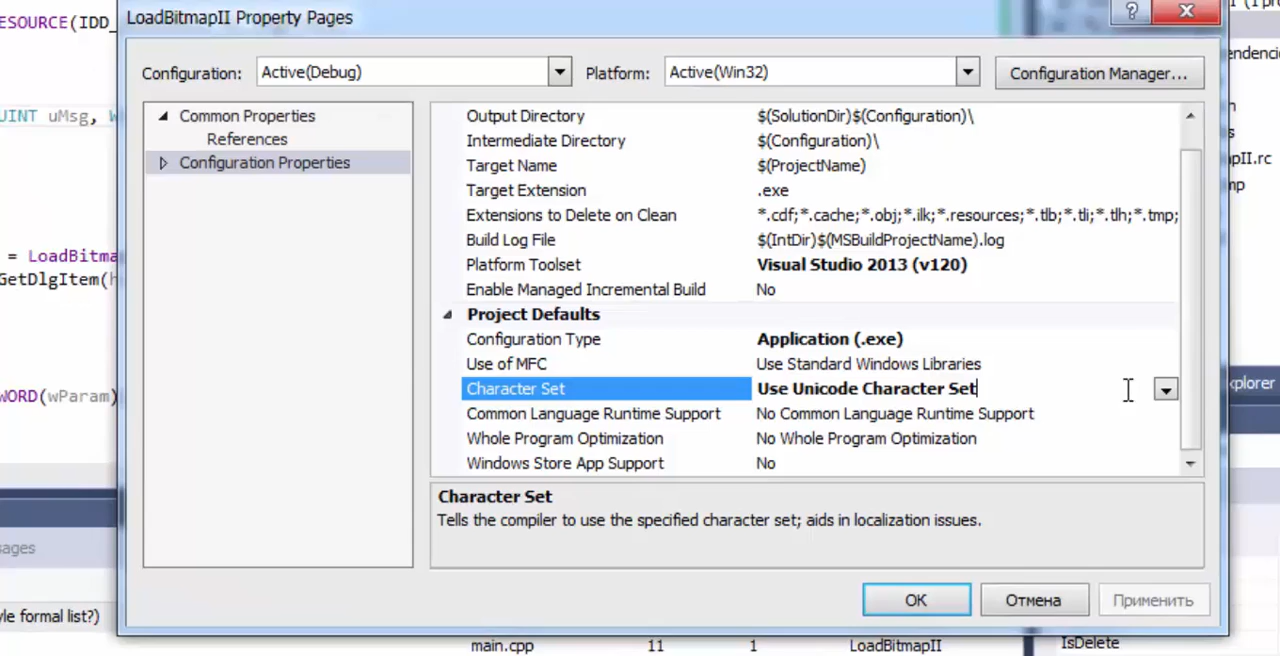 LoadBitmapII Property Pages
?
ESOURCE(IDD_
Configuration:
Active(Debug)
Platform:
Active(Win32)
Configuration Manager...
UINT uMsg, W
Common Properties
References
Configuration Properties
Output Directory $(SolutionDir)$(Configuration)\
Intermediate Directory $(Configuration)\
Target Name $(ProjectName)
Target Extension .exe
Extensions to Delete on Clean *.cdf;*.cache;*.obj;*.ilk;*.resources;*.tlb;*.tli;*.tlh;*.tmp;
Build Log File $(IntDir)$(MSBuildProjectName).log
Platform Toolset Visual Studio 2013 (v120)
Enable Managed Incremental Build No
Project Defaults
Configuration Type Application (.exe)
Use of MFC Use Standard Windows Libraries
Character Set Use Unicode Character Set
Common Language Runtime Support No Common Language Runtime Support
Whole Program Optimization No Whole Program Optimization
Windows Store App Support No
= LoadBitma
GetDlgItem(h
WORD(wParam)
endenci
pII.rc
mp
xplorer
Character Set
Tells the compiler to use the specified character set; aids in localization issues.
ages
yle formal list?)
OK
Отмена
Применить
main.cpp 11 1 LoadBitmapII
IsDelete